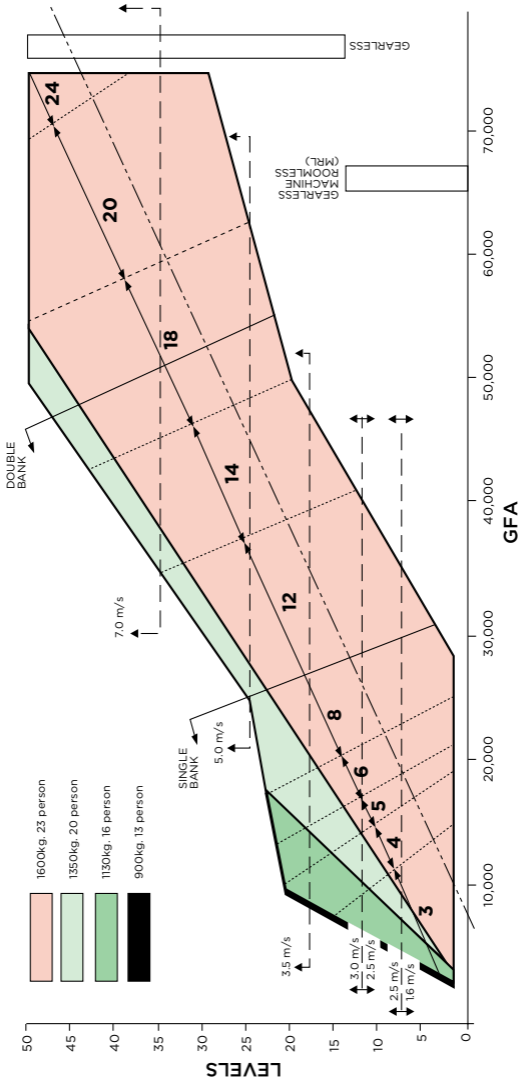 1600kg. 23 person
1350kg. 20 person
1130kg. 16 person
900kg. 13 person
LEVELS
50
45
40
35
30
25
20
15
10
5
0
GFA
10,000
20,000
30,000
40,000
50,000
60,000
70,000
SINGLE
BANK
DOUBLE
BANK
7.0 m/s
5.0 m/s
3.5 m/s
3.0 m/s
2.5 m/s
2.5 m/s
1.6 m/s
3
4
5
6
8
12
14
18
20
24
GEARLESS
MACHINE
ROOMLESS
(MRL)
GEARLESS